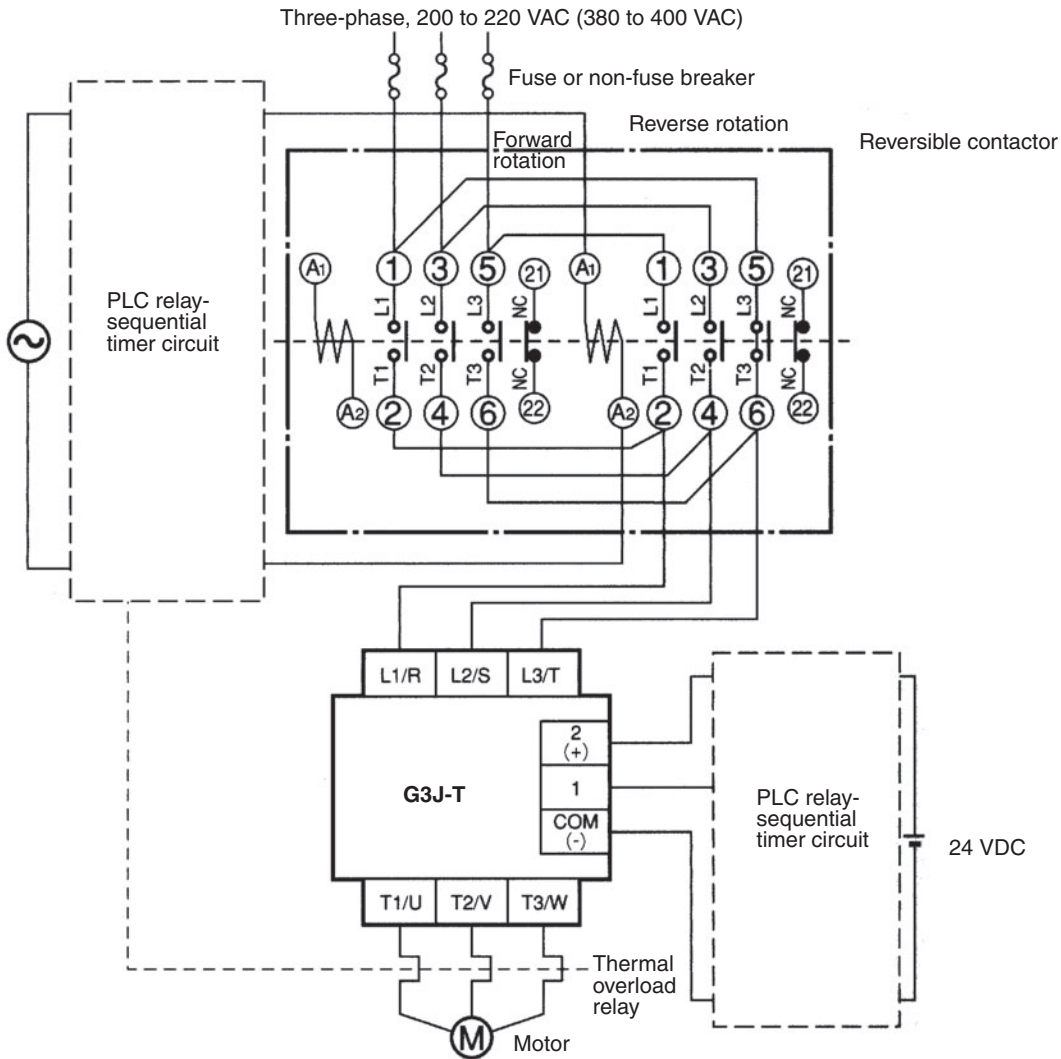 Three-phase, 200 to 220 VAC (380 to 400 VAC)
Fuse or non-fuse breaker
Reverse rotation
Forward
rotation
Reversible contactor
A1
1
3
5
21
A1
1
3
5
21
L1
L2
L3
NC
L1
L2
L3
NC
PLC relay-
sequential
timer circuit
T1
T2
T3
NC
T1
T2
T3
NC
A2
2
4
6
22
A2
2
4
6
22
L1/R
L2/S
L3/T
2
(+)
G3J-T
1
COM
(-)
PLC relay-
sequential
timer circuit
24 VDC
T1/U
T2/V
T3/W
Thermal
overload
relay
M
Motor